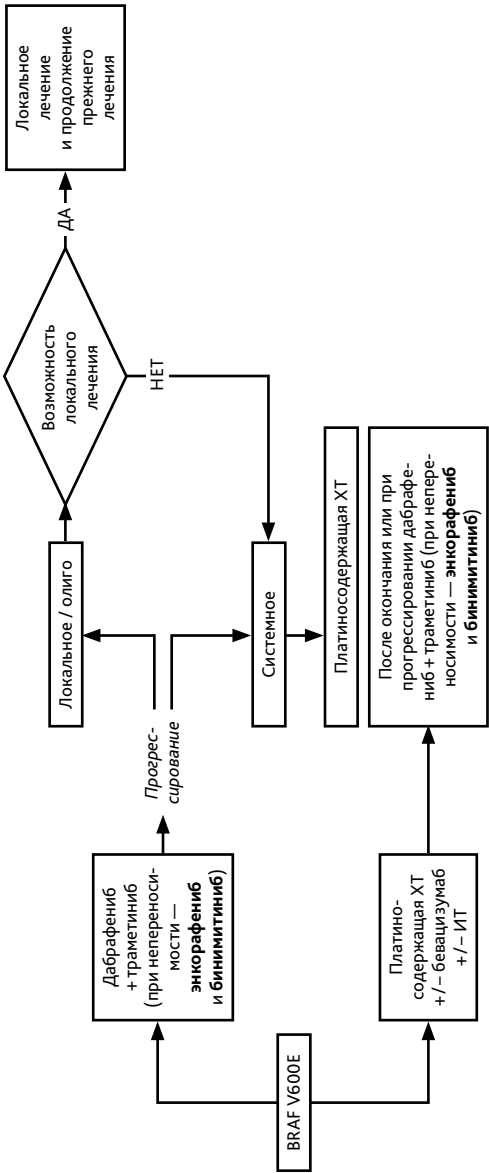 BRAF V600E
Дабрафениб
+ траметиниб
(при непереноси-
мости —
энкорафениб
и бинимитиниб)
Прогрес-
сирование
Локальное / олиго
Возможность
локального
лечения
ДА
Локальное
лечение
и продолжение
прежнего
лечения
НЕТ
Системное
Платиносодержащая ХТ
Платино-
содержащая ХТ
+/– бевацизумаб
+/– ИТ
После окончания или при
прогрессировании дабрафе-
ниб + траметиниб (при непере-
носимости — энкорафениб
и бинимитиниб)